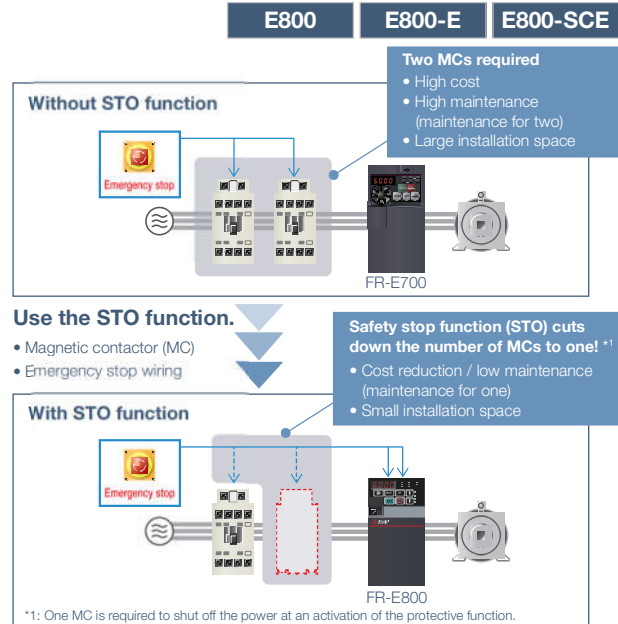 E800 E800-E E800-SCE
Two MCs required
• High cost
• High maintenance
(maintenance for two)
• Large installation space
Without STO function
Emergency stop
FR-E700
Use the STO function.
• Magnetic contactor (MC)
• Emergency stop wiring
Safety stop function (STO) cuts
down the number of MCs to one! *1
• Cost reduction / low maintenance
(maintenance for one)
• Small installation space
With STO function
Emergency stop
FR-E800
*1: One MC is required to shut off the power at an activation of the protective function.